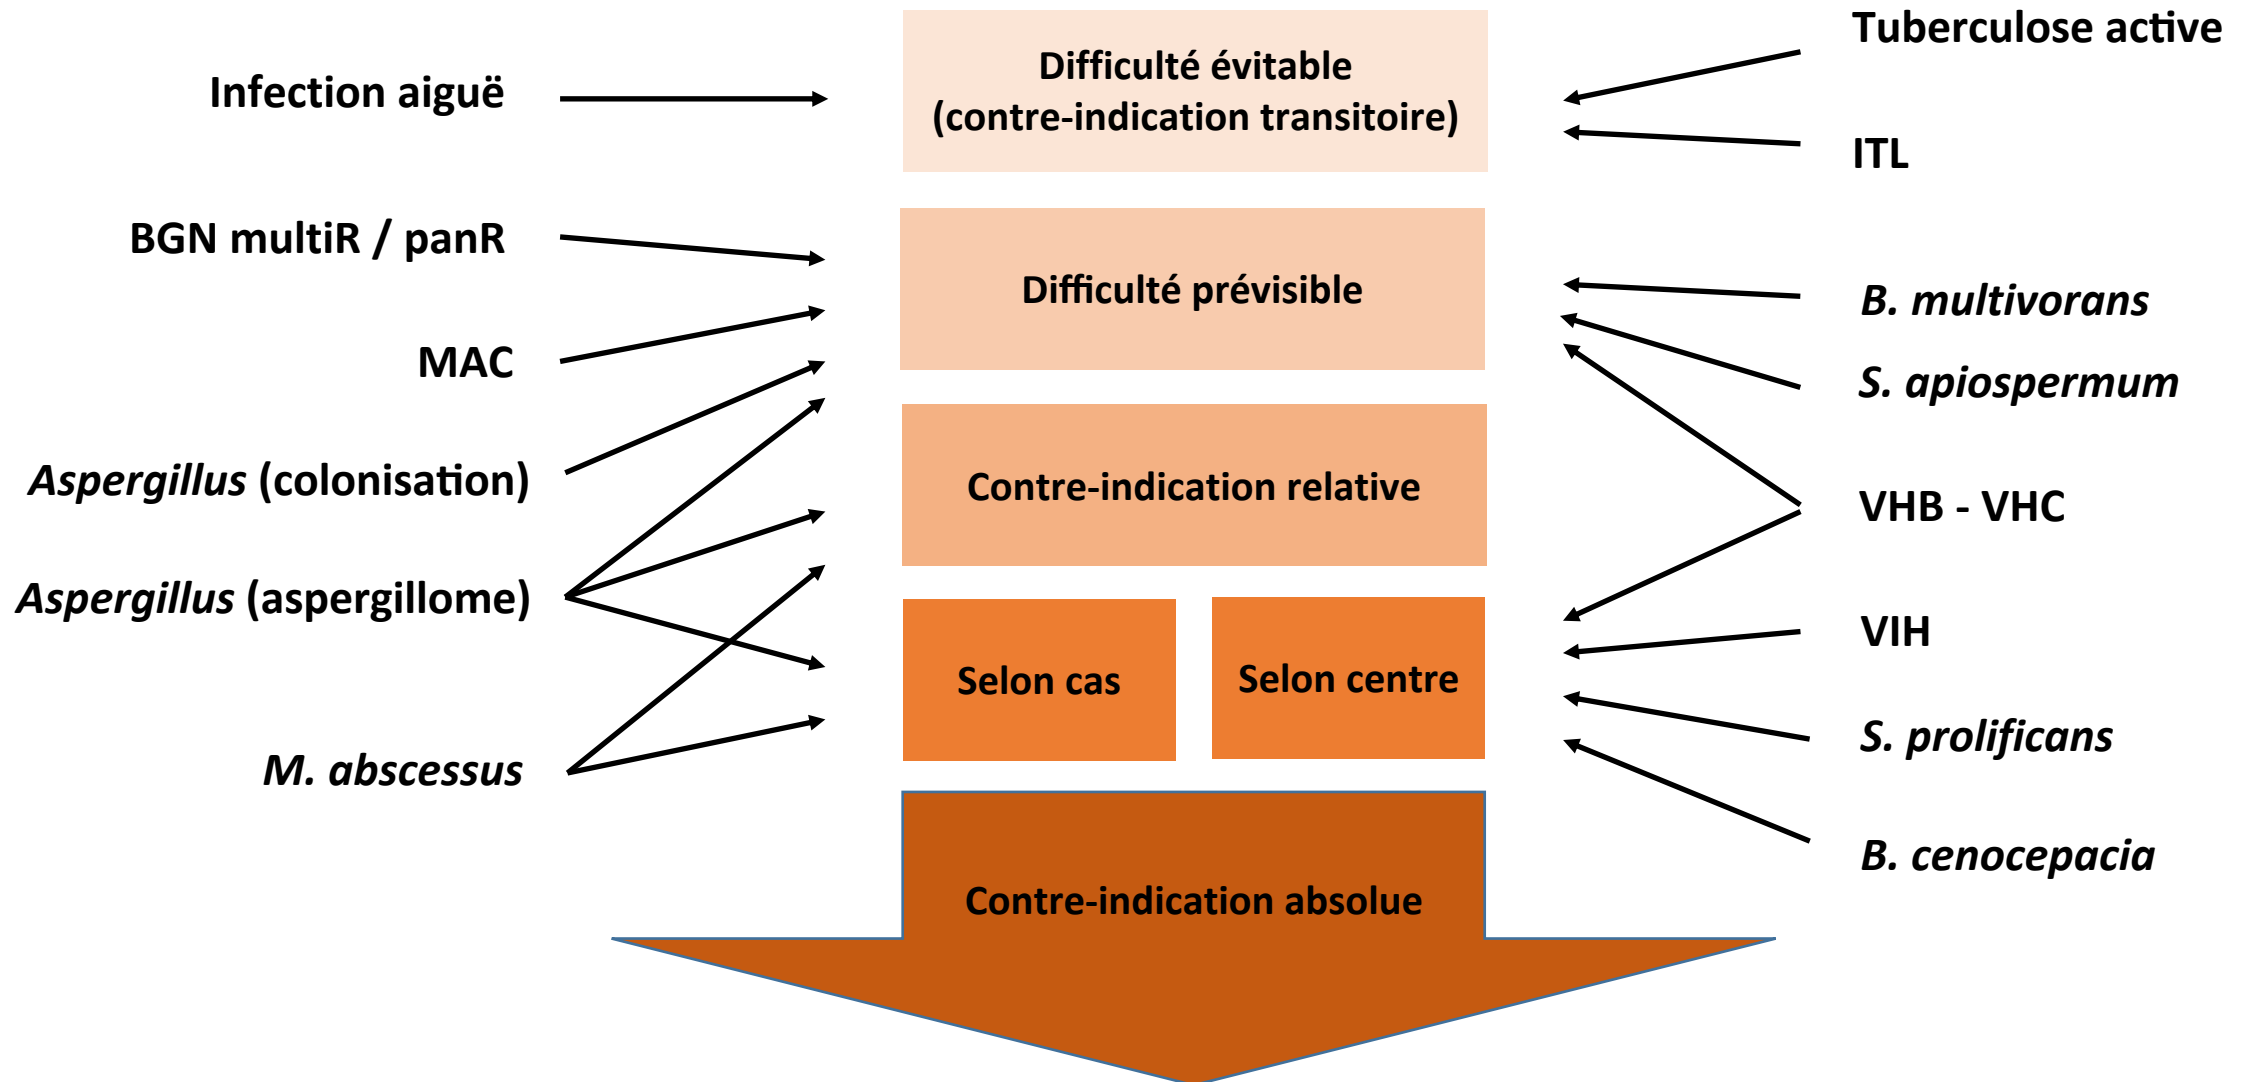 Infection aiguë
BGN multiR / panR
MAC
Aspergillus (colonisation)
Aspergillus (aspergillome)
M. abscessus
Difficulté évitable
(contre-indication transitoire)
Difficulté prévisible
Contre-indication relative
Selon cas
Selon centre
Contre-indication absolue
Tuberculose active
ITL
B. multivorans
S. apiospermum
VHB - VHC
VIH
S. prolificans
B. cenocepacia